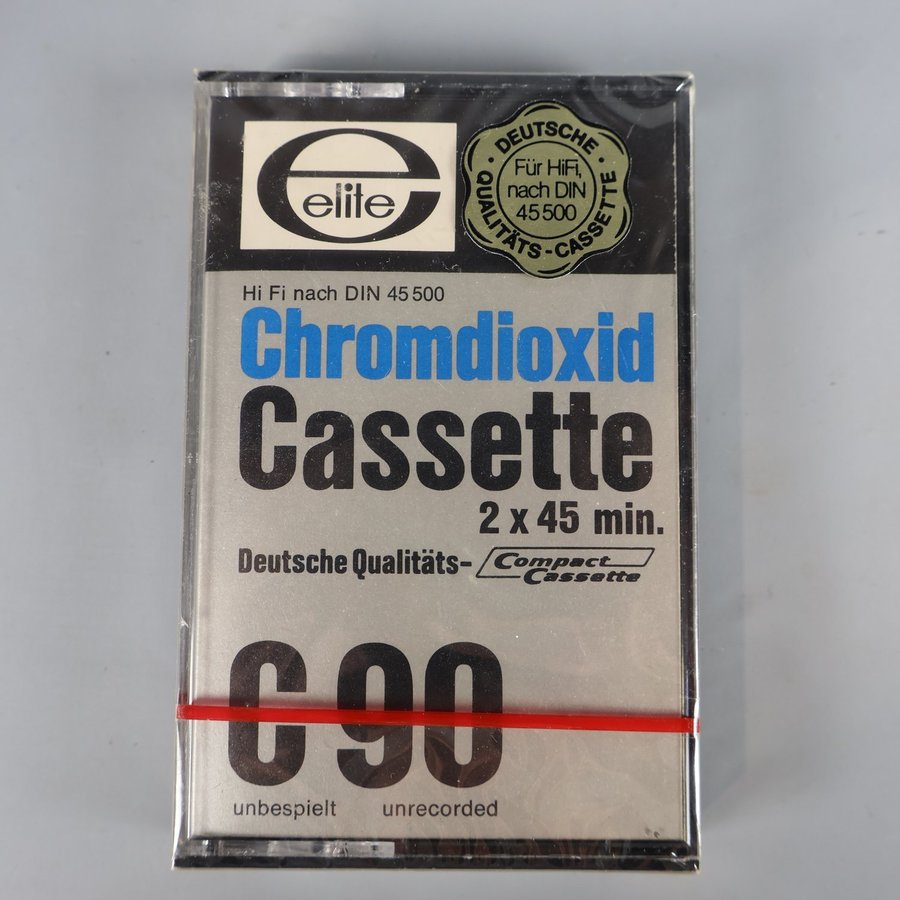 elite
DEUTSCHE
QUALITÄTS-CASSETTE
Für HiFi,
nach DIN
45500
Hi Fi nach DIN 45500
Chromdioxid
Cassette
2 x 45 min.
Deutsche Qualitäts- Compact Cassette
C 90
unbespielt unrecorded